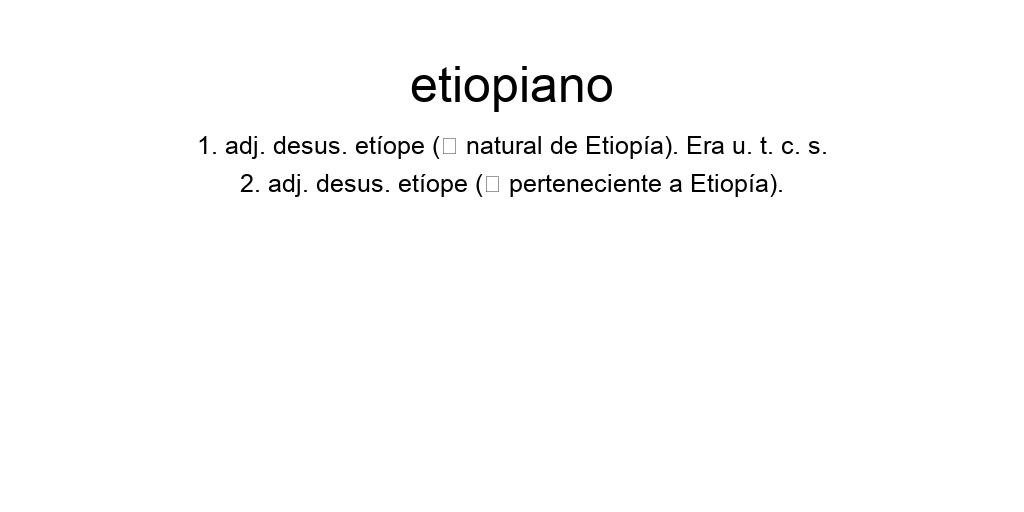 etiopiano
1. adj. desus. etíope (□ natural de Etiopía). Era u. t. c. s.
2. adj. desus. etíope (□ perteneciente a Etiopía).